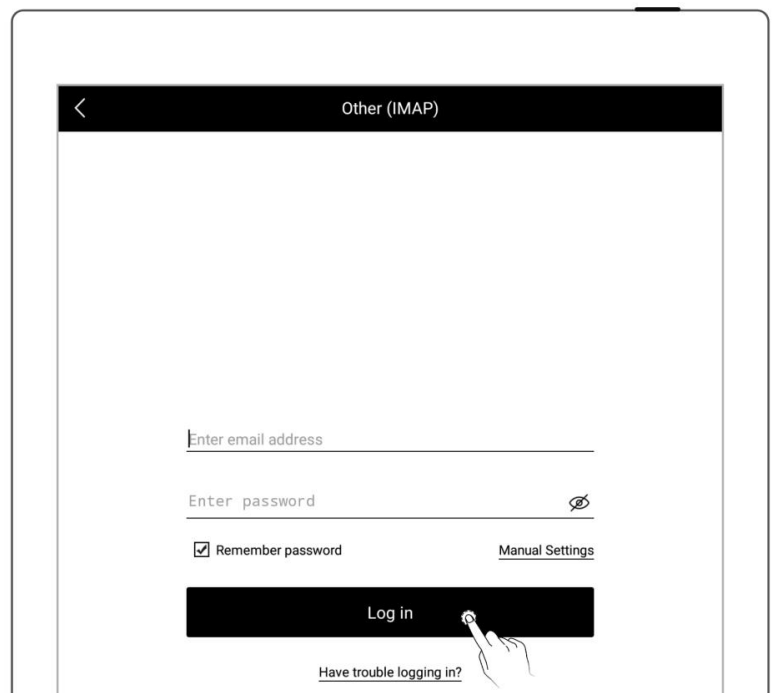 Other (IMAP)
Enter email address
Enter password
Remember password Manual Settings
Log in
Have trouble logging in?